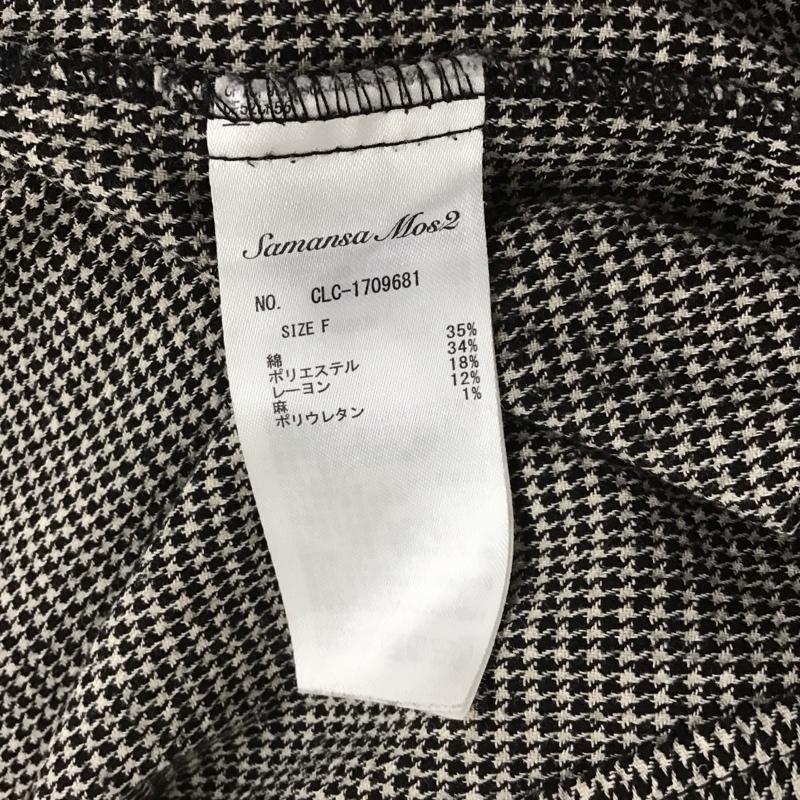 Samansa Mos2
NO. CLC-1709681
SIZE F
綿 35%
ポリエステル 34%
レーヨン 18%
麻 12%
ポリウレタン 1%